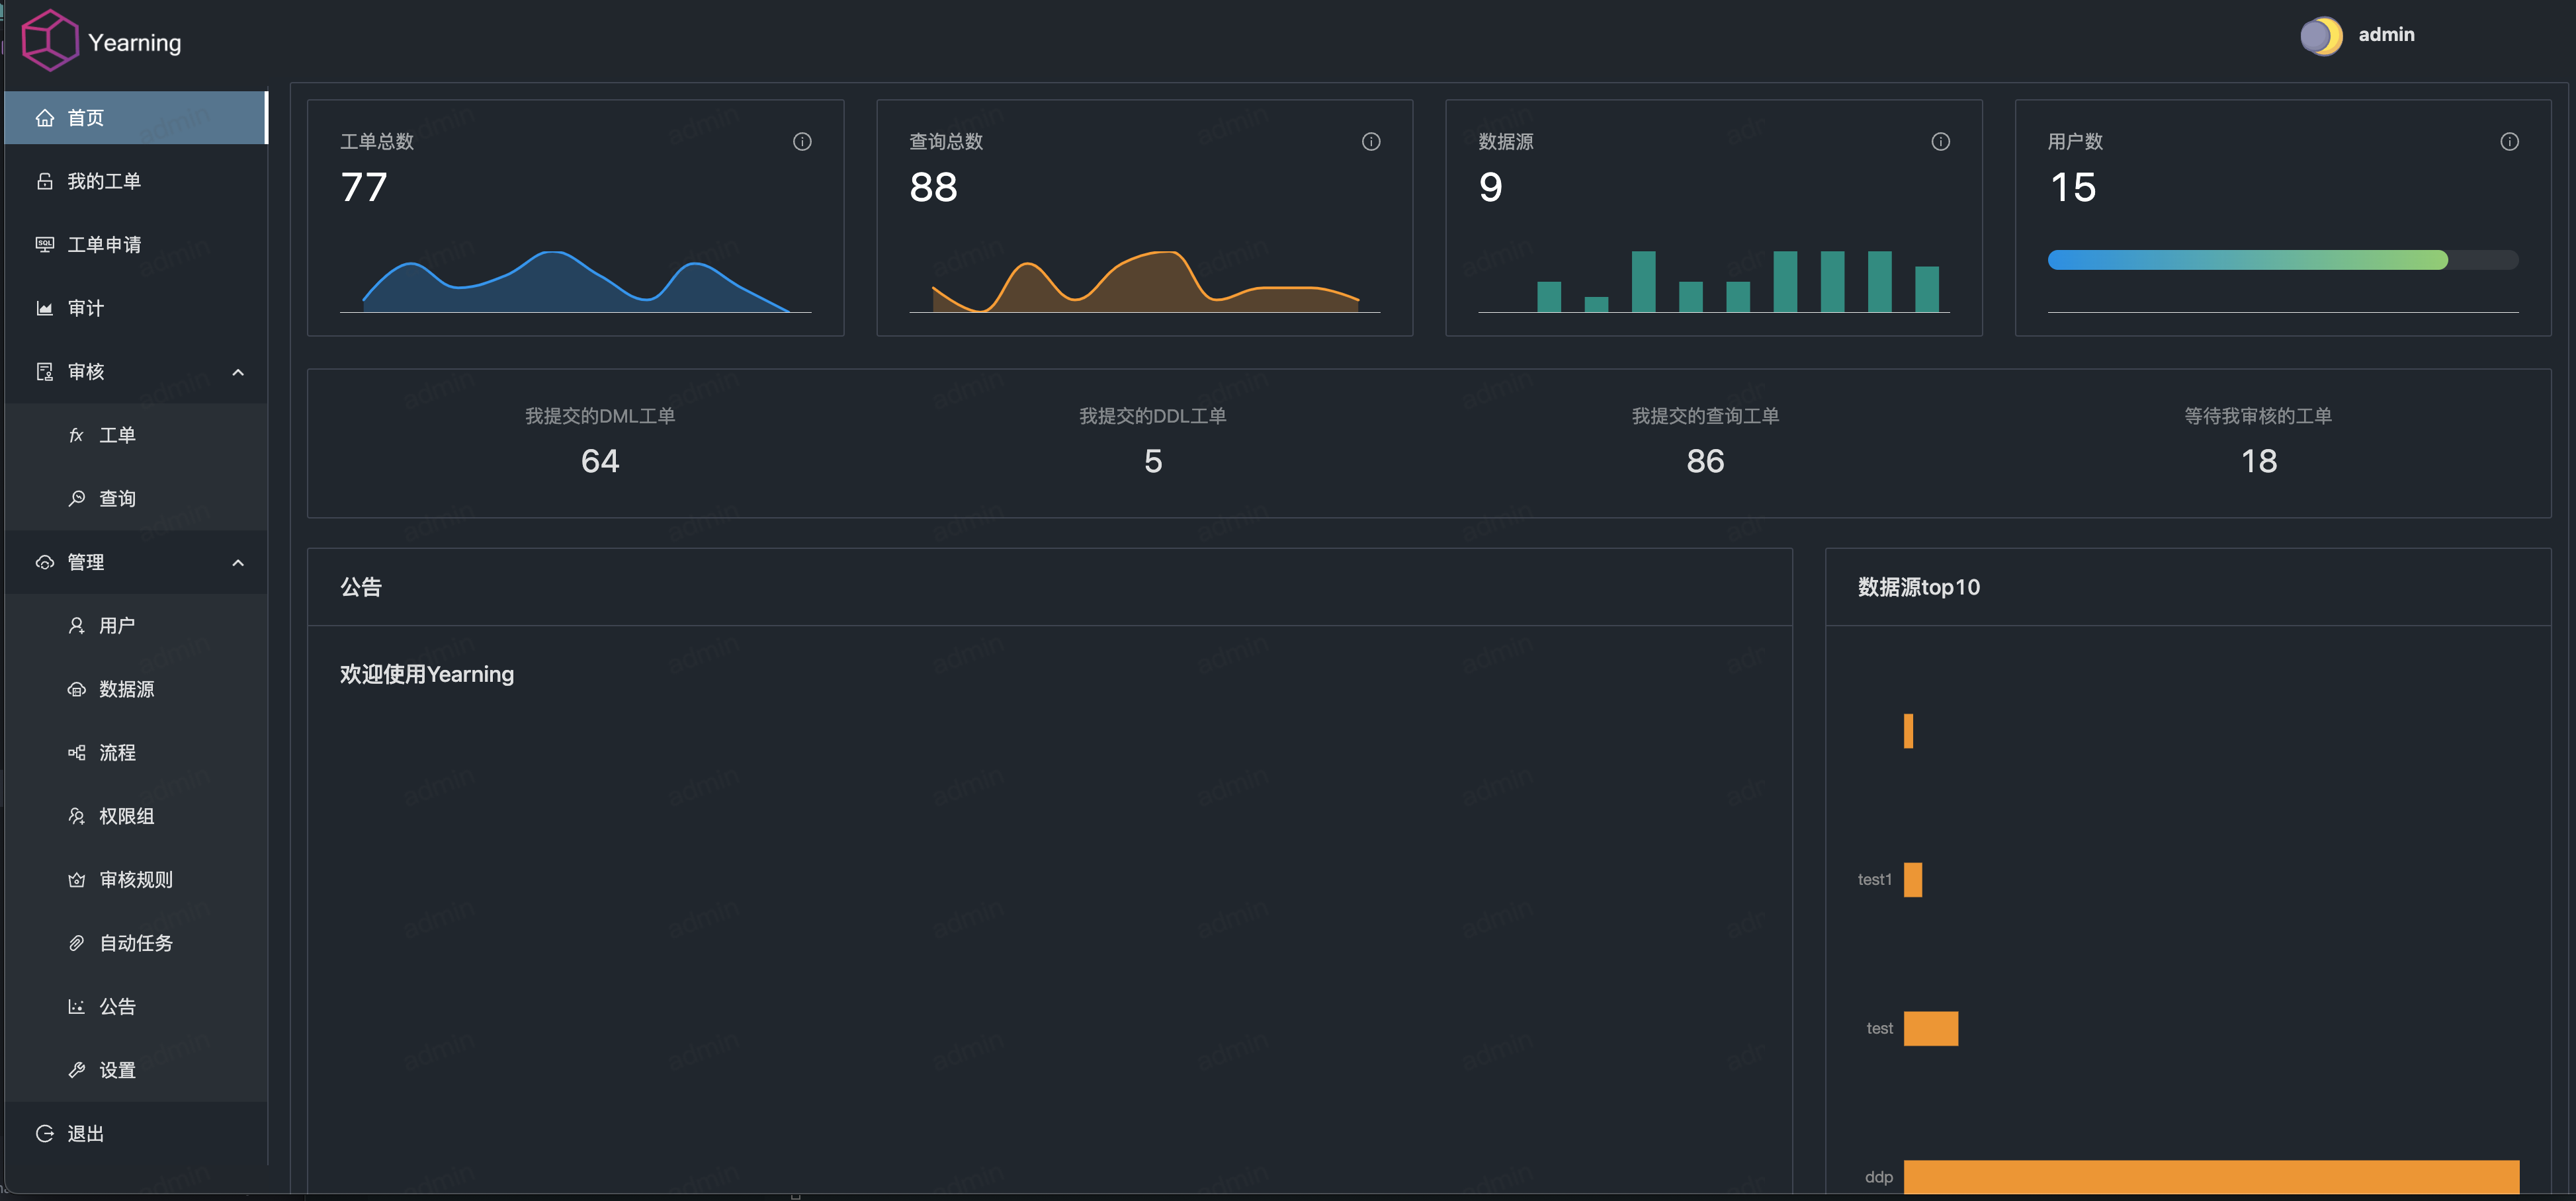 Yearning
admin
首页
我的工单
工单申请
审计
审核
工单
查询
管理
用户
数据源
流程
权限组
审核规则
自动任务
公告
设置
退出
工单总数
77
查询总数
88
数据源
9
用户数
15
我提交的DML工单
64
我提交的DDL工单
5
我提交的查询工单
86
等待我审核的工单
18
公告
欢迎使用Yearning
数据源top10
test1
test
ddp